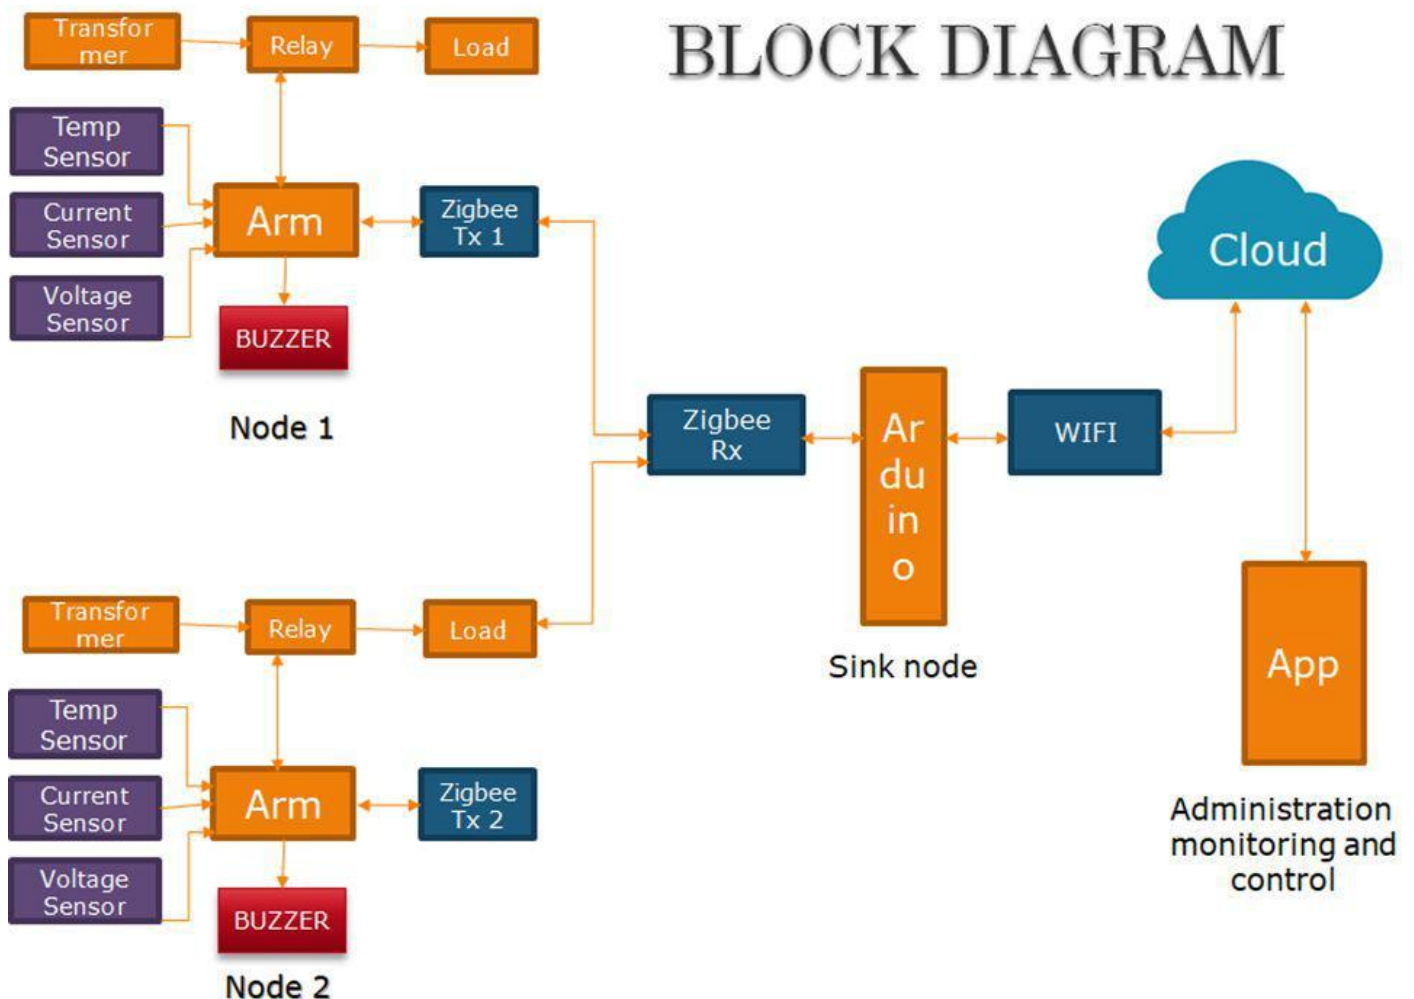 BLOCK DIAGRAM
Transfor
mer
Relay
Load
Temp
Sensor
Current
Sensor
Voltage
Sensor
Arm
Zigbee
Tx 1
BUZZER
Node 1
Zigbee
Rx
Ar
du
in
o
Sink node
WIFI
Cloud
App
Administration
monitoring and
control
Transfor
mer
Relay
Load
Temp
Sensor
Current
Sensor
Voltage
Sensor
Arm
Zigbee
Tx 2
BUZZER
Node 2